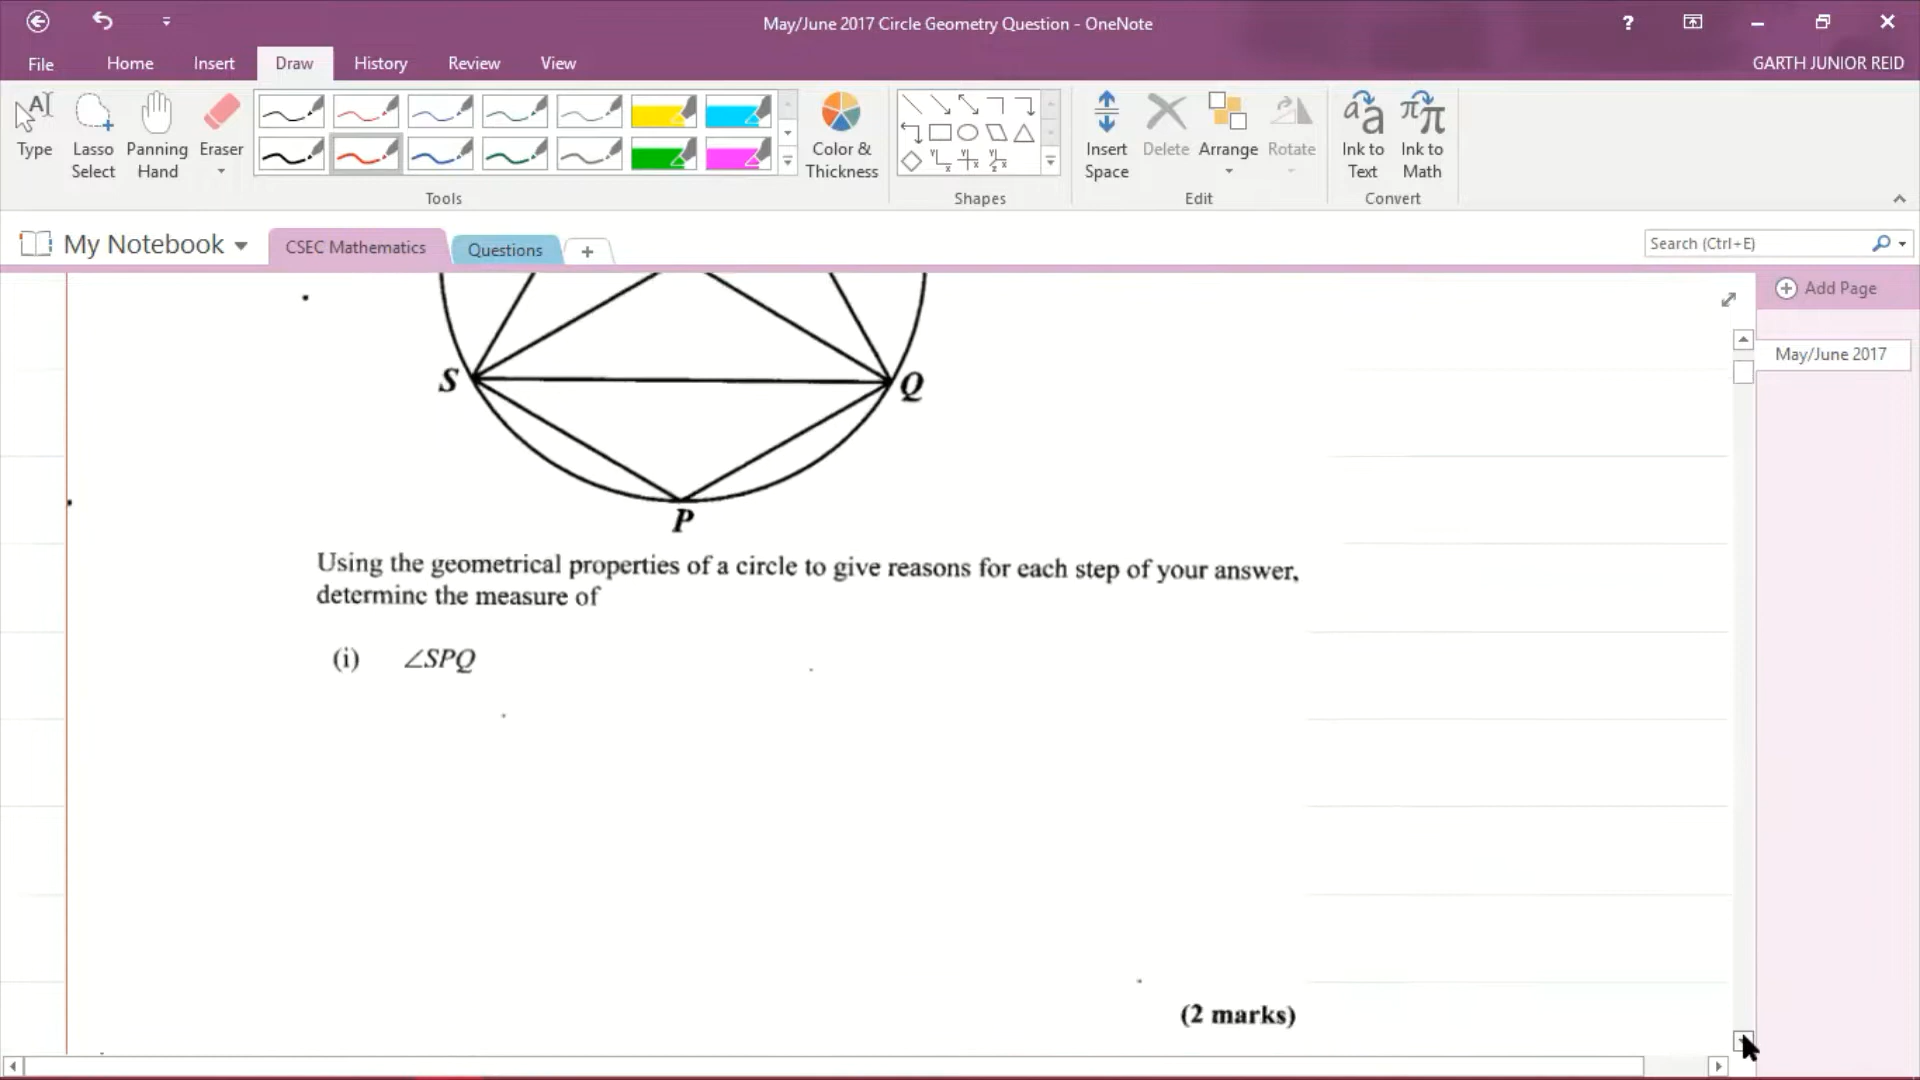 May/June 2017 Circle Geometry Question - OneNote
?
File Home Insert Draw History Review View
GARTH JUNIOR REID
Type
Lasso Select
Panning Hand
Eraser
Color & Thickness
Insert Space
Delete
Arrange
Rotate
Ink to Text
Ink to Math
Tools
Shapes
Edit
Convert
My Notebook
CSEC Mathematics
Questions
Search (Ctrl+E)
Add Page
May/June 2017
S
Q
P
Using the geometrical properties of a circle to give reasons for each step of your answer,
determine the measure of
(i) ∠SPQ
(2 marks)